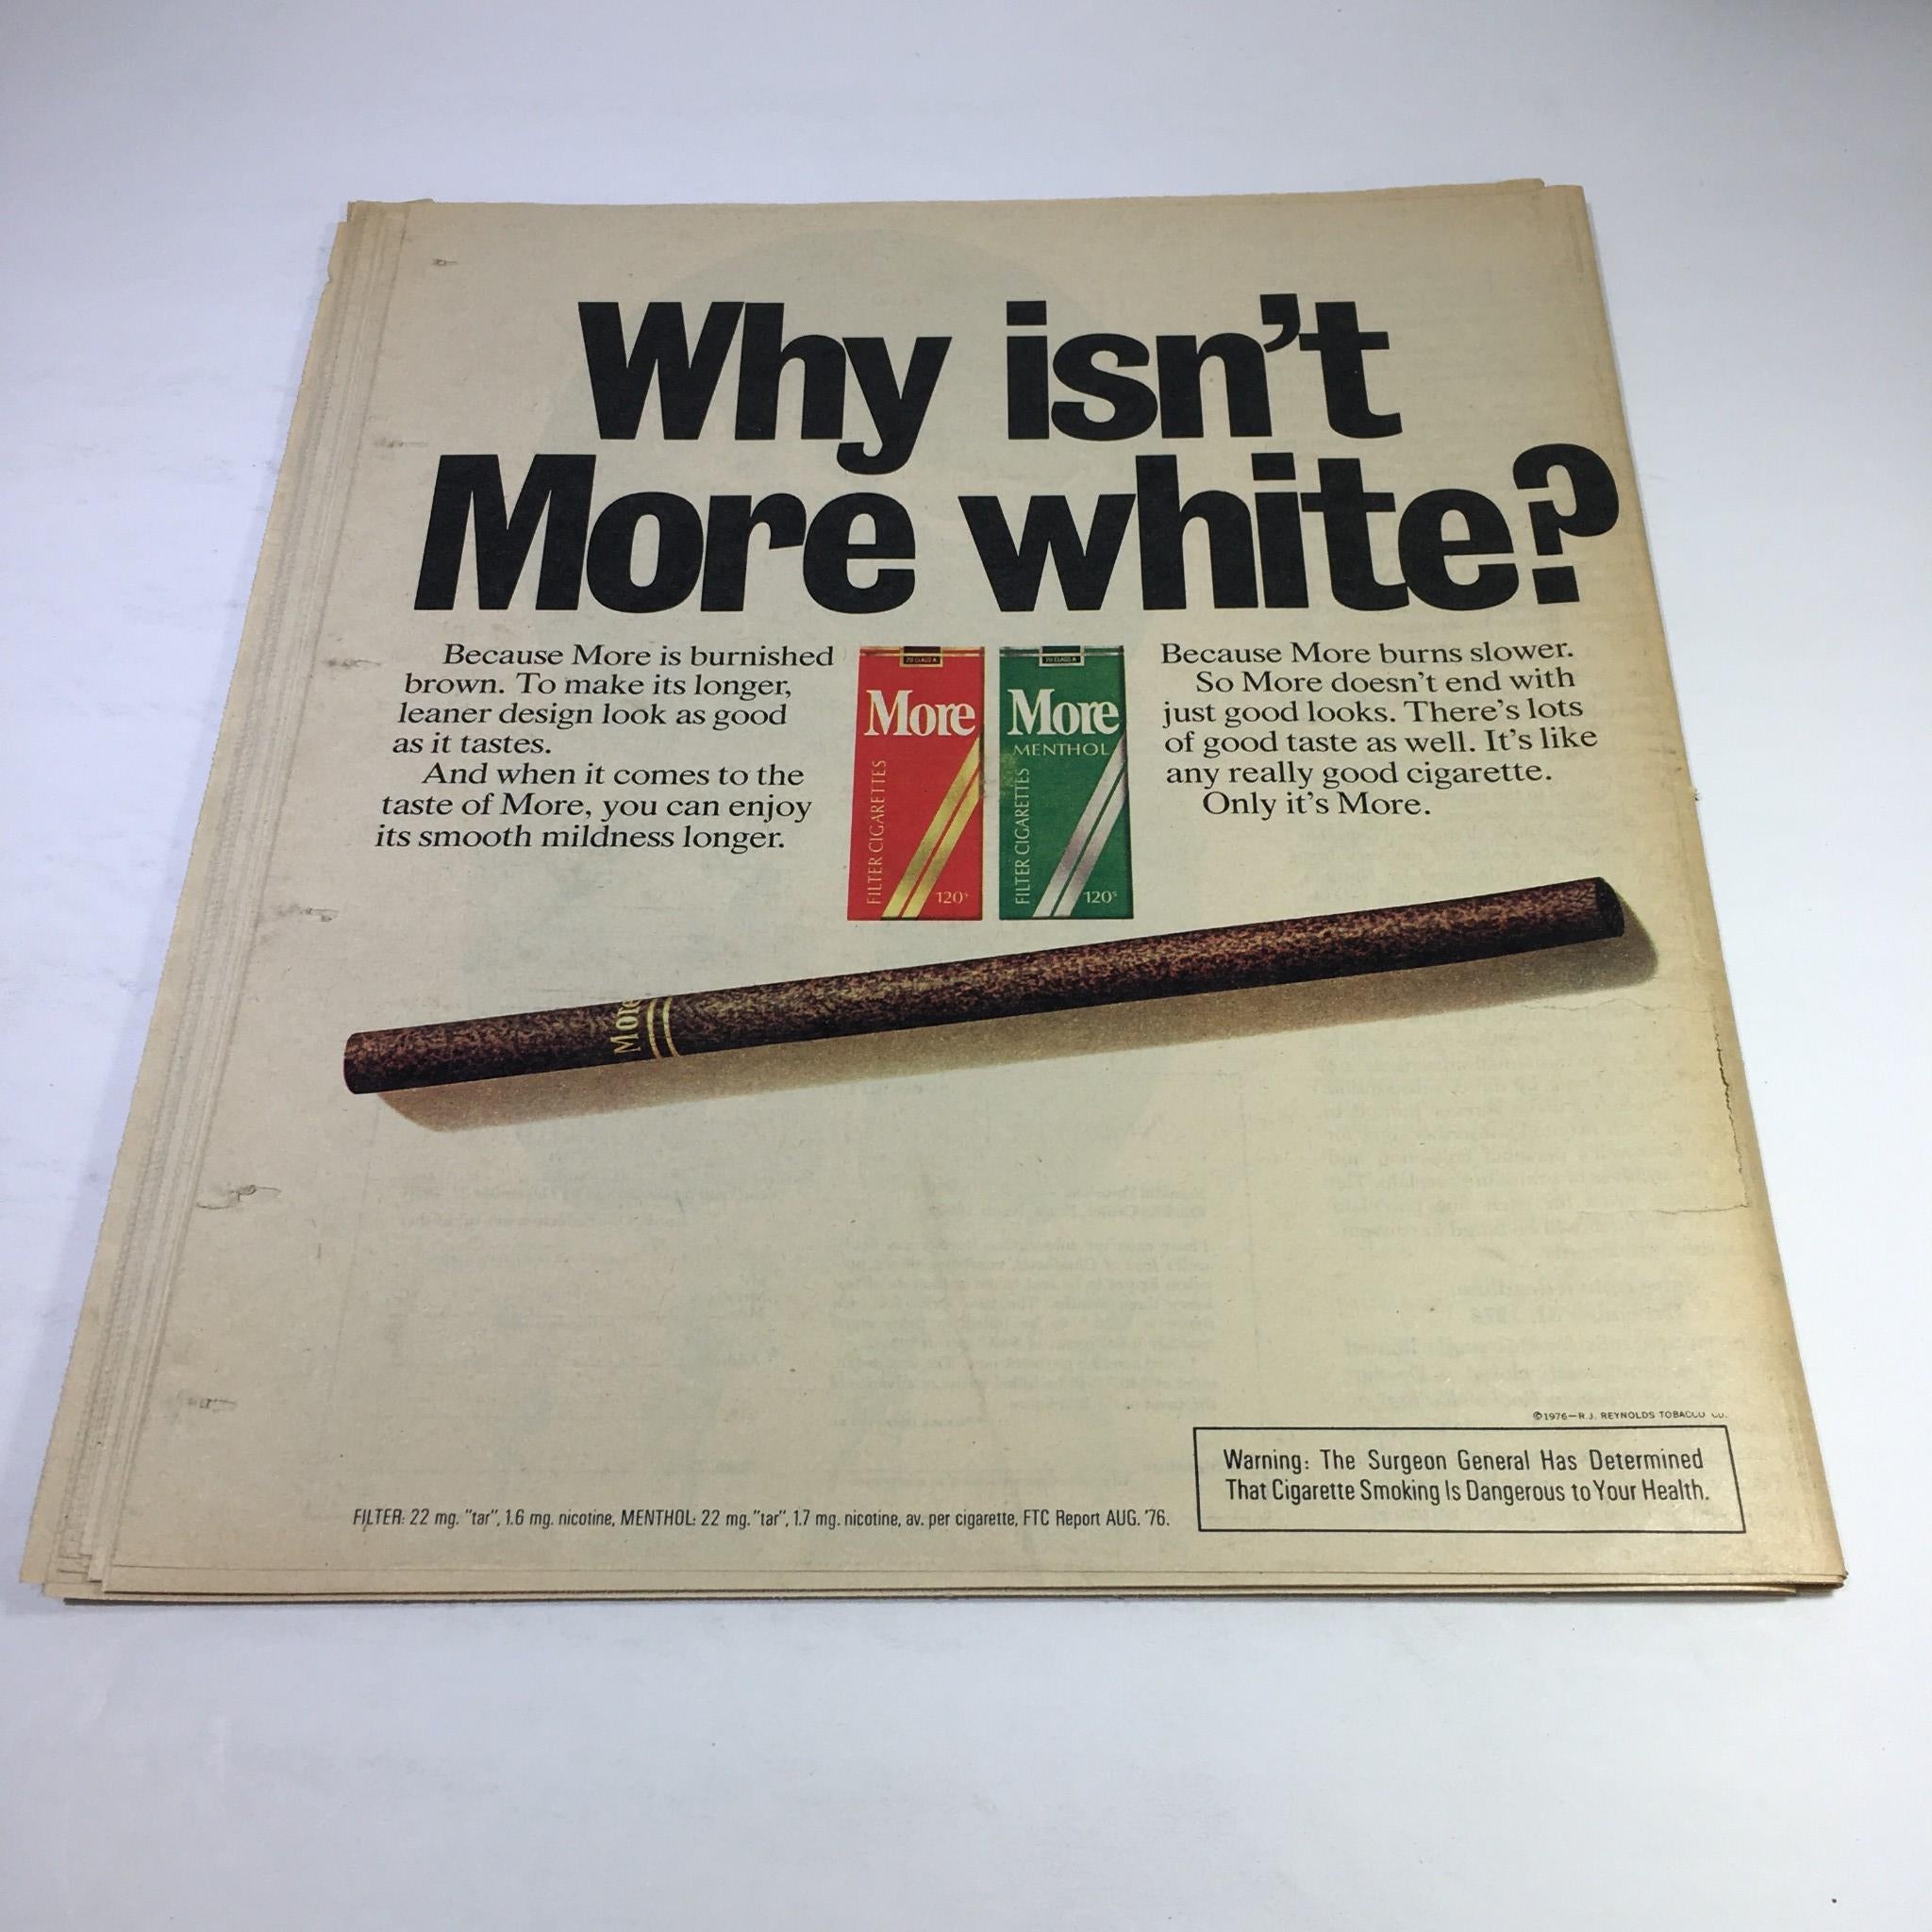 Why isn't
More white?
Because More is burnished
brown. To make its longer,
leaner design look as good
as it tastes.
And when it comes to the
taste of More, you can enjoy
its smooth mildness longer.
20 CLASS A
More
FILTER CIGARETTES
120s
20 CLASS A
More
MENTHOL
FILTER CIGARETTES
120s
Because More burns slower.
So More doesn't end with
just good looks. There's lots
of good taste as well. It's like
any really good cigarette.
Only it's More.
More
©1976—R.J. REYNOLDS TOBACCO CO.
Warning: The Surgeon General Has Determined
That Cigarette Smoking Is Dangerous to Your Health.
FILTER: 22 mg. "tar", 1.6 mg. nicotine, MENTHOL: 22 mg. "tar", 1.7 mg. nicotine, av. per cigarette, FTC Report AUG. '76.